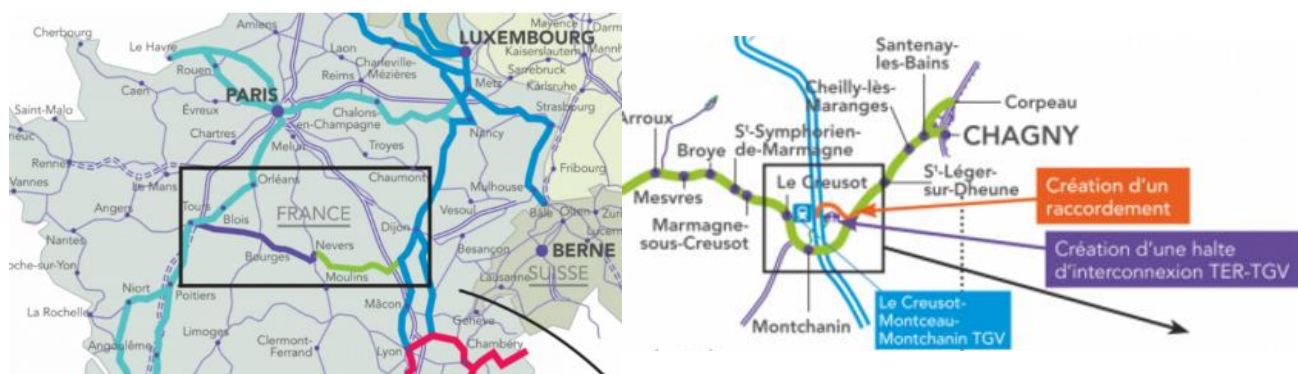 Cherbourg
Le Havre
Amiens
Rouen
Caen
Laon
Charleville-
Mézières
LUXEMBOURG
Mayence
Kaiserslautern
Sarrebruck
Karlsruhe
Reims
Metz
PARIS
Évreux
Saint-Malo
Chalons-
en-Champagne
Strasbourg
Nancy
Chartres
Melun
Troyes
Rennes
Fribourg
Vannes
Le Mans
Orléans
Chaumont
Mulhouse
Angers
Tours
Blois
FRANCE
Vesoul
Bâle
Olten
Nantes
Dijon
Besançon
BERNE
SUISSE
Nevers
Bourges
Moulins
Lausanne
Niort
Poitiers
Mâcon
Genève
La Rochelle
Limoges
Clermont-
Ferrand
Angoulême
Lyon
Chambéry
Santenay-
les-Bains
Cheilly-lès-
Maranges
Corpeau
CHAGNY
Arroux
Broye
St-Symphorien-
de-Marmagne
Le Creusot
St-Léger-
sur-Dheune
Mesvres
Marmagne-
sous-Creusot
Création d'un
raccordement
Création d'une halte
d'interconnexion TER-TGV
Le Creusot-
Montceau-
Montchanin TGV
Montchanin